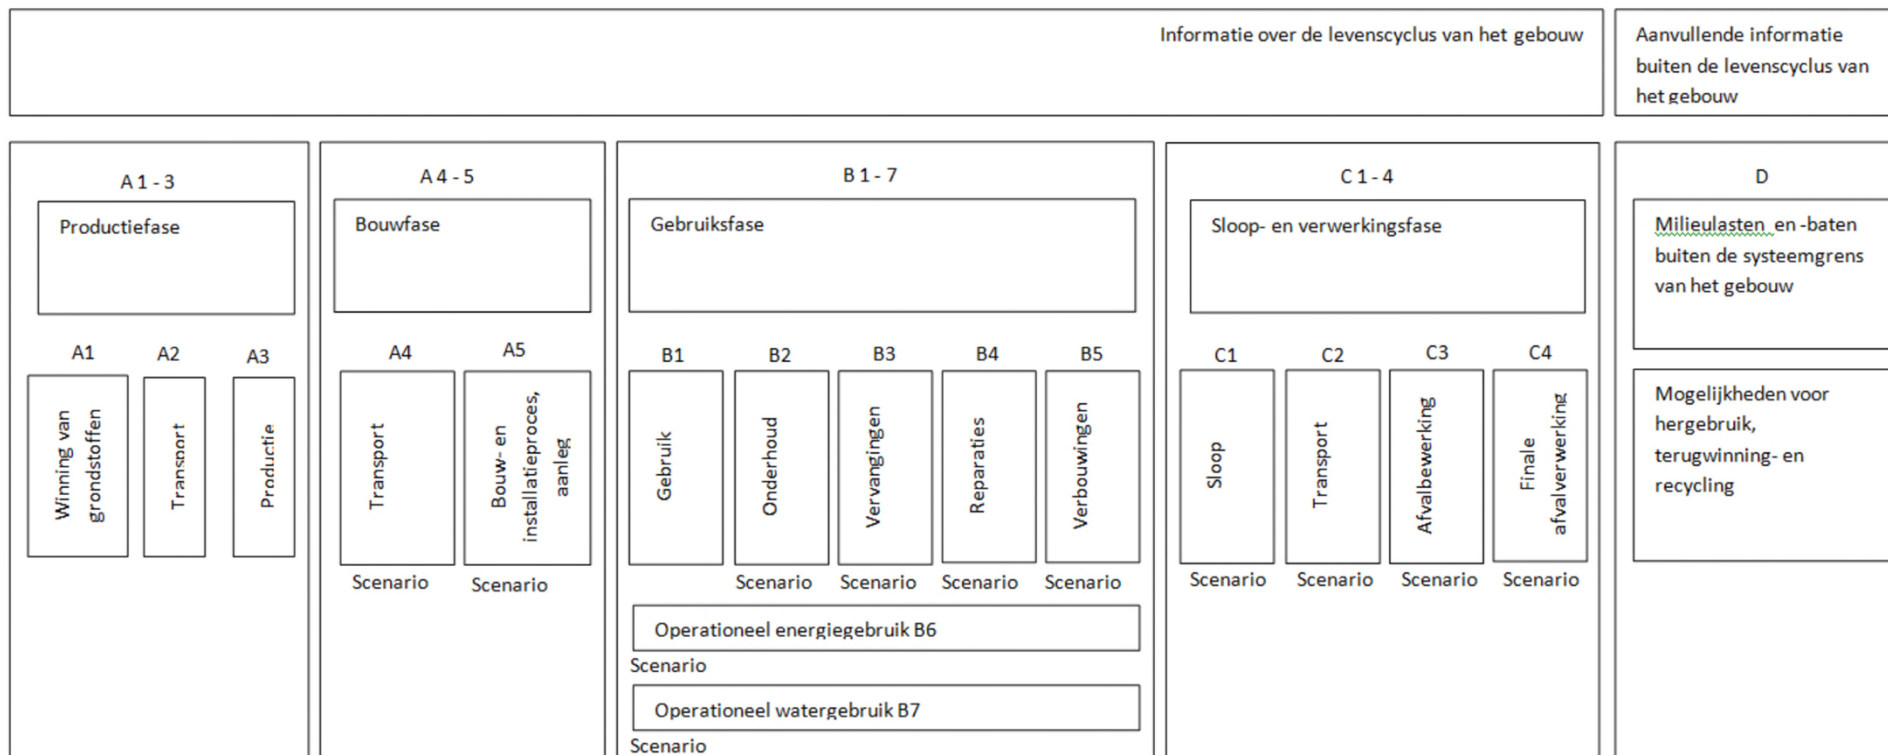 Informatie over de levenscyclus van het gebouw
Aanvullende informatie
buiten de levenscyclus van
het gebouw
A 1 - 3
Productiefase
A1
A2
A3
Winning van
grondstoffen
Transport
Productie
A 4 - 5
Bouwfase
A4
A5
Transport
Bouw- en
installatieproces,
aanleg
Scenario
Scenario
B 1 - 7
Gebruiksfase
B1
B2
B3
B4
B5
Gebruik
Onderhoud
Vervangingen
Reparaties
Verbouwingen
Scenario
Scenario
Scenario
Scenario
Operationeel energiegebruik B6
Scenario
Operationeel watergebruik B7
Scenario
C 1 - 4
Sloop- en verwerkingsfase
C1
C2
C3
C4
Sloop
Transport
Afvalbewerking
Finale
afvalverwerking
Scenario
Scenario
Scenario
Scenario
D
Milieulasten en -baten
buiten de systeemgrens
van het gebouw
Mogelijkheden voor
hergebruik,
terugwinning- en
recycling